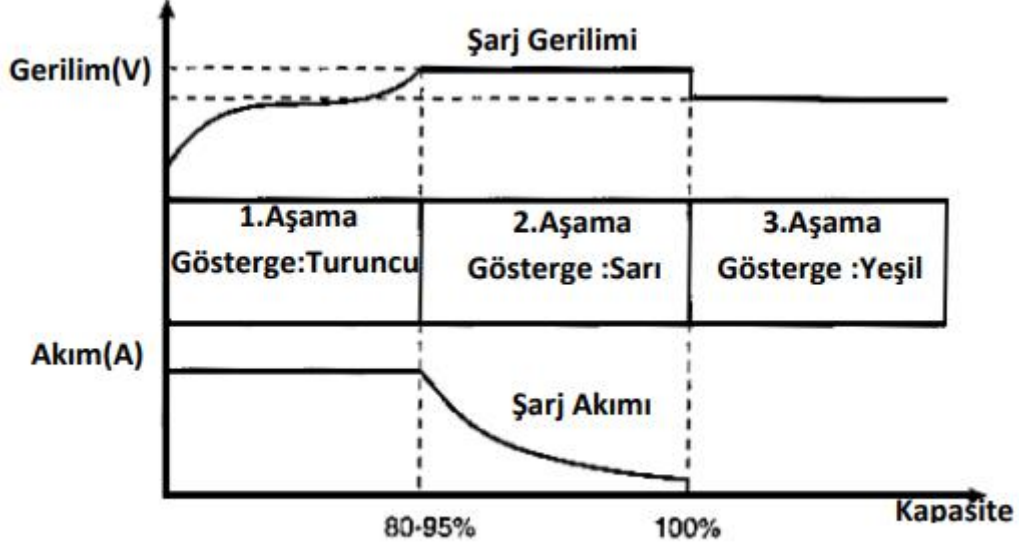 Şarj Gerilimi
Gerilim(V)
1.Aşama
Gösterge:Turuncu
2.Aşama
Gösterge :Sarı
3.Aşama
Gösterge :Yeşil
Akım(A)
Şarj Akımı
Kapasite
80-95%
100%